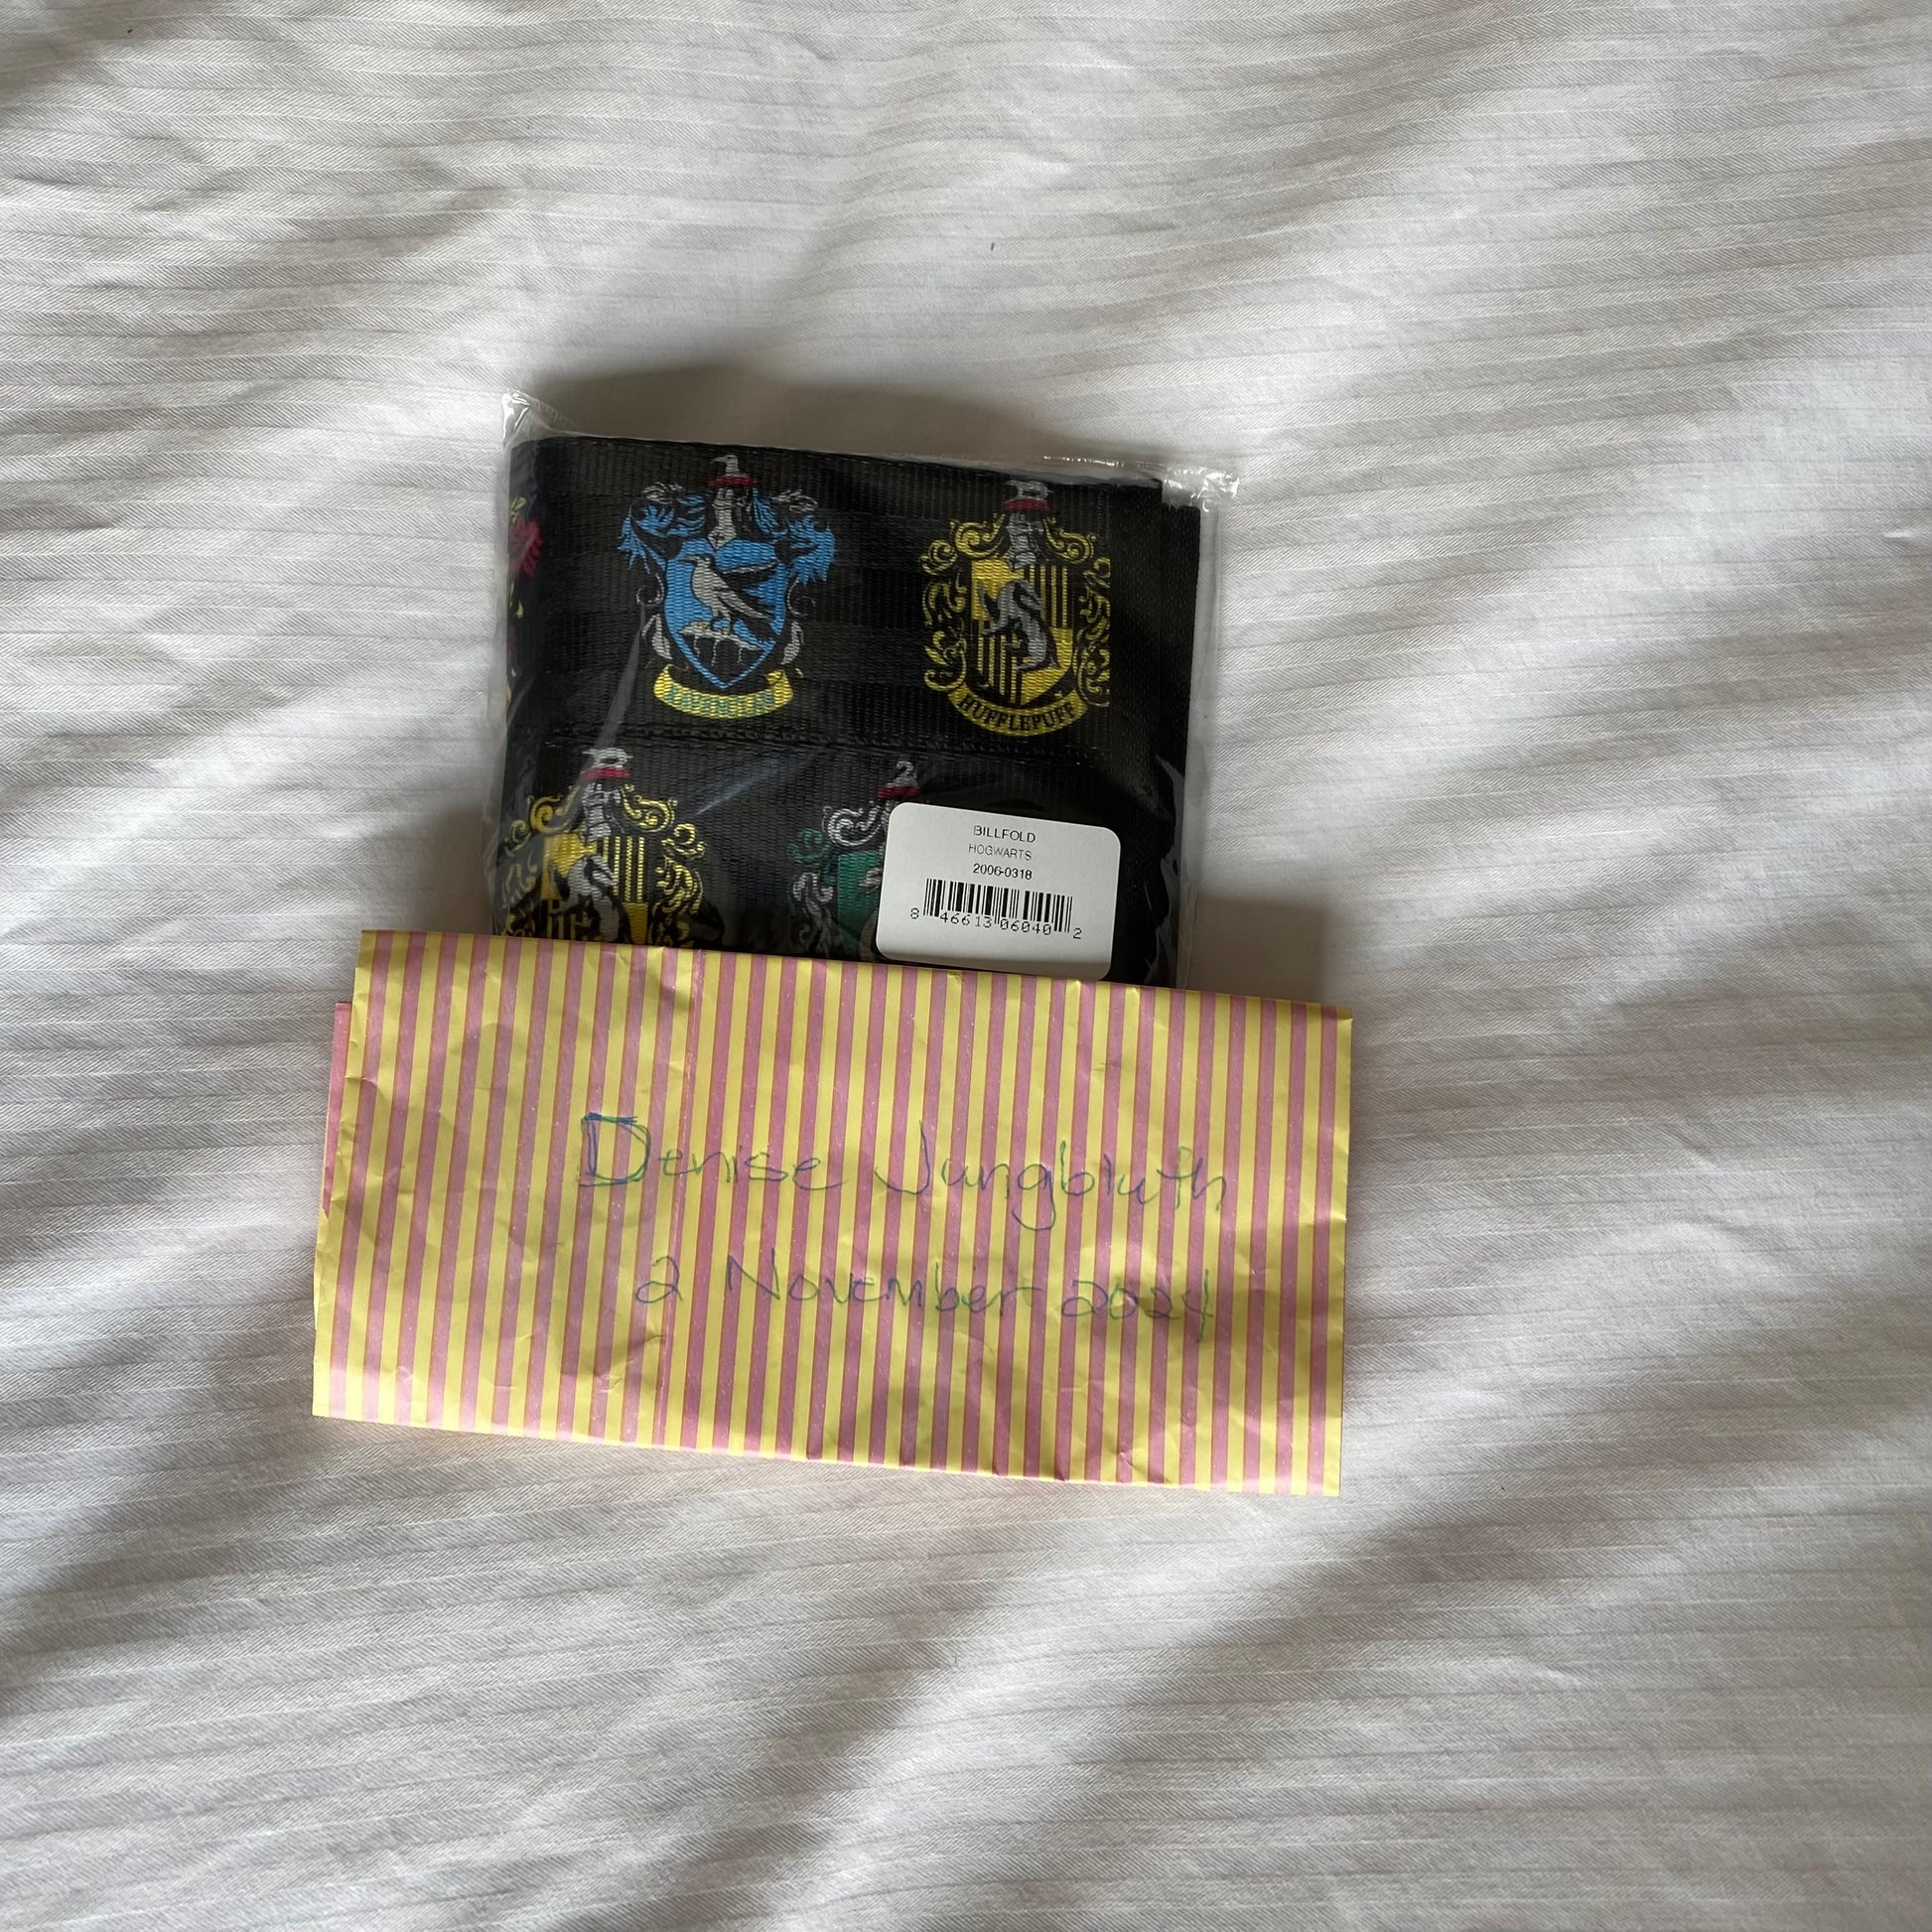 HUFFLEPUFF
BILLFOLD
HOGWARTS
2006-0318
8 46613 06040 2
Denise Jungbluth
2 November 2024